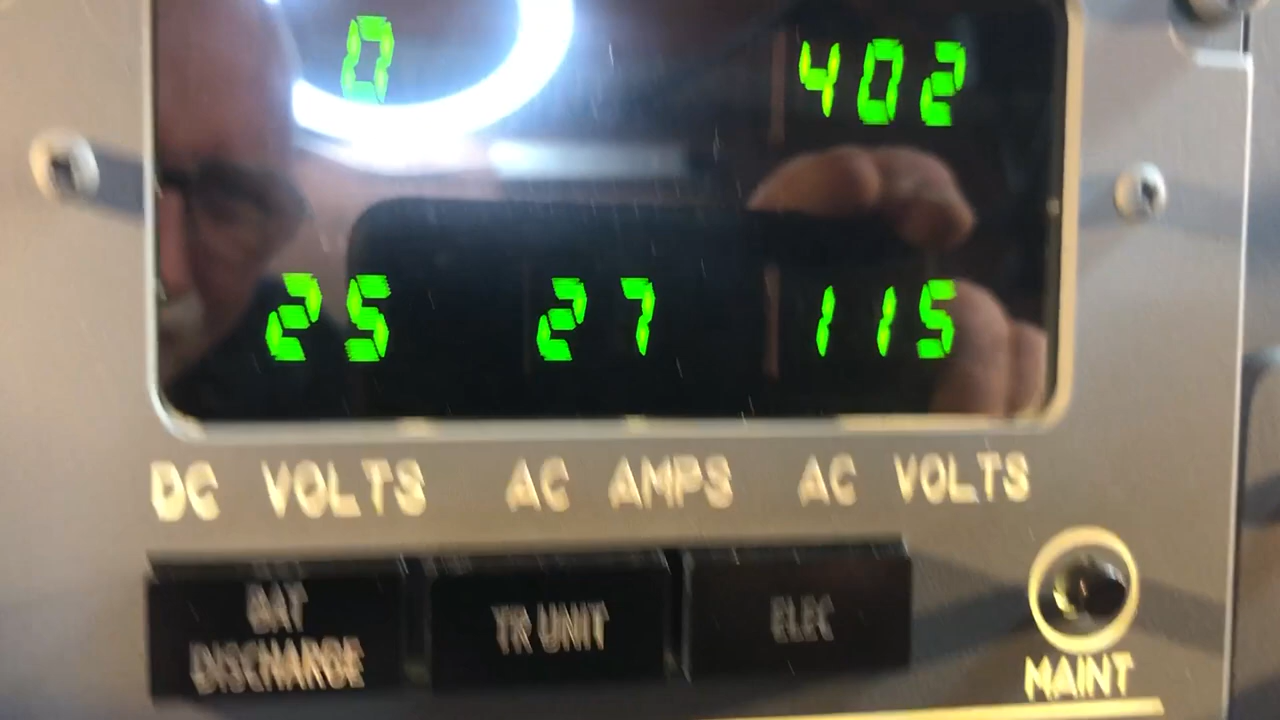 0 402
25 27 115
DC VOLTS AC AMPS AC VOLTS
BAT DISCHARGE TR UNIT ELEC
MAINT